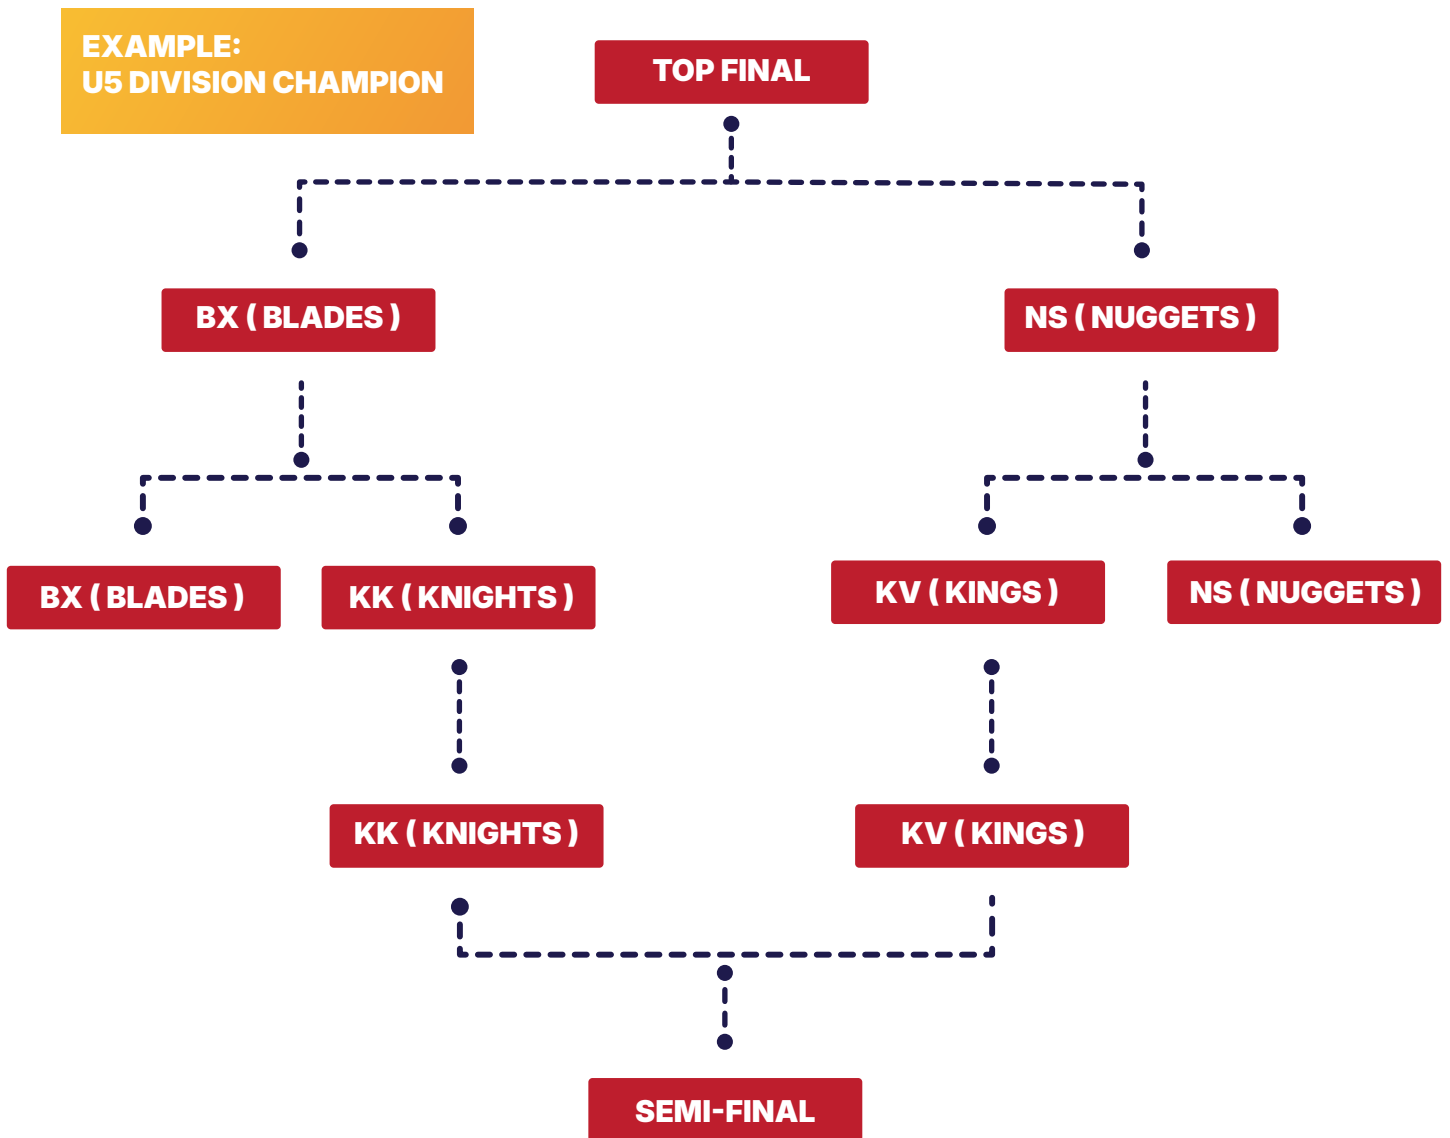 EXAMPLE:
U5 DIVISION CHAMPION
TOP FINAL
BX ( BLADES )
NS ( NUGGETS )
BX ( BLADES )
KK ( KNIGHTS )
KV ( KINGS )
NS ( NUGGETS )
KK ( KNIGHTS )
KV ( KINGS )
SEMI-FINAL